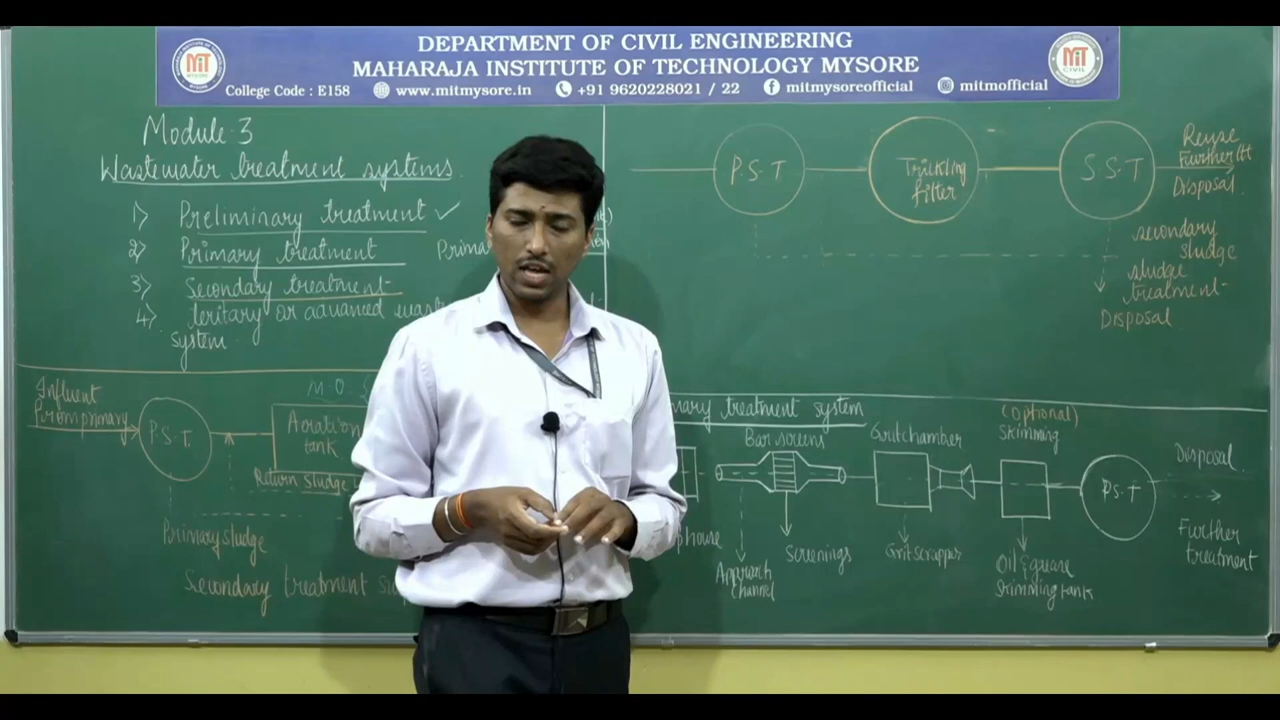 DEPARTMENT OF CIVIL ENGINEERING
MAHARAJA INSTITUTE OF TECHNOLOGY MYSORE
College Code : E158 www.mitmysore.in +91 9620228021 / 22 mitmysoreofficial mitmofficial
MIT
MIT
CIVIL
Module-3
Wastewater treatment systems.
1) Preliminary treatment ✓
2) Primary treatment
3) Secondary treatment
4) teritary or advanced
system
P.S.T
Trickling
filter
S.S.T
Reuse
Further
Disposal
secondary
sludge
sludge
treatment
Disposal
Influent
From primary
P.S.T.
Aeration
tank
Return sludge
Primary sludge
Secondary treatment
treatment system
Bar screens
Grit chamber
(optional)
skimming
P.S.T
Disposal
Further
treatment
Approach
channel
Screenings
Grit scrapper
Oil & grease
skimming tank